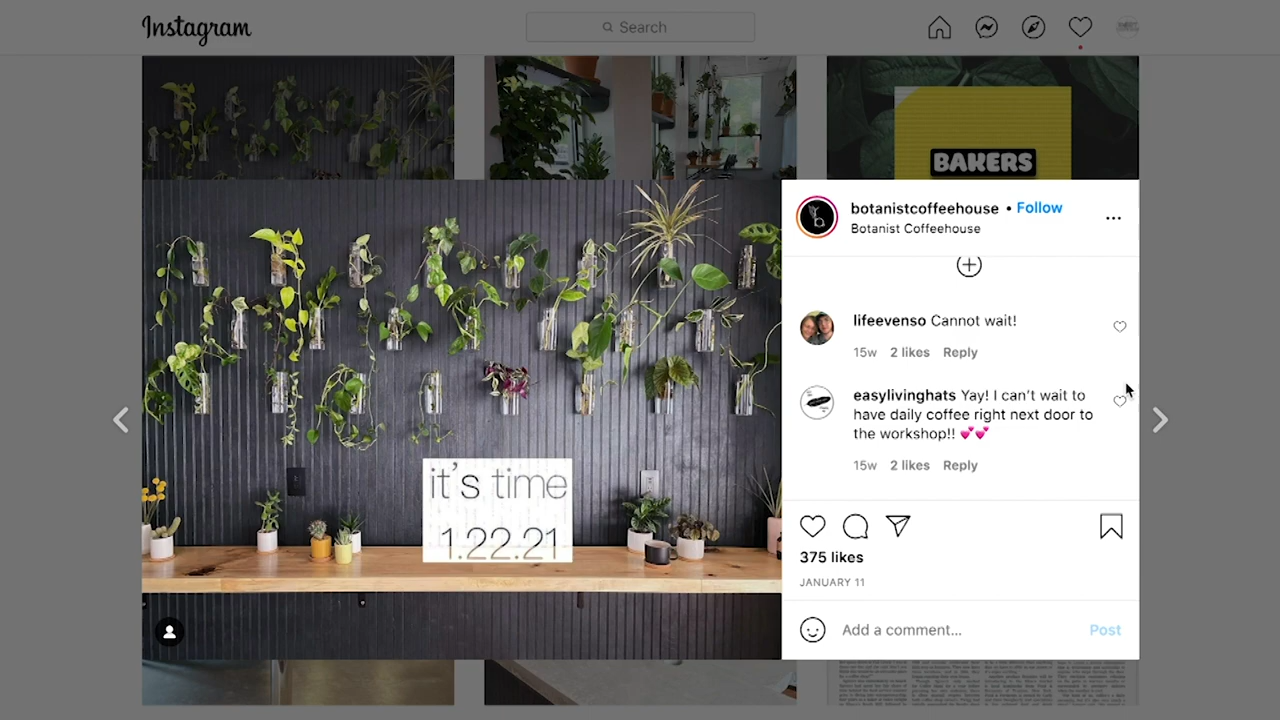 Instagram
Search
BAKERS
botanistcoffeehouse • Follow
Botanist Coffeehouse
lifeevenso Cannot wait!
15w 2 likes Reply
easylivinghats Yay! I can't wait to
have daily coffee right next door to
the workshop!! 💕💕
15w 2 likes Reply
it's time
1.22.21
375 likes
JANUARY 11
Add a comment... Post